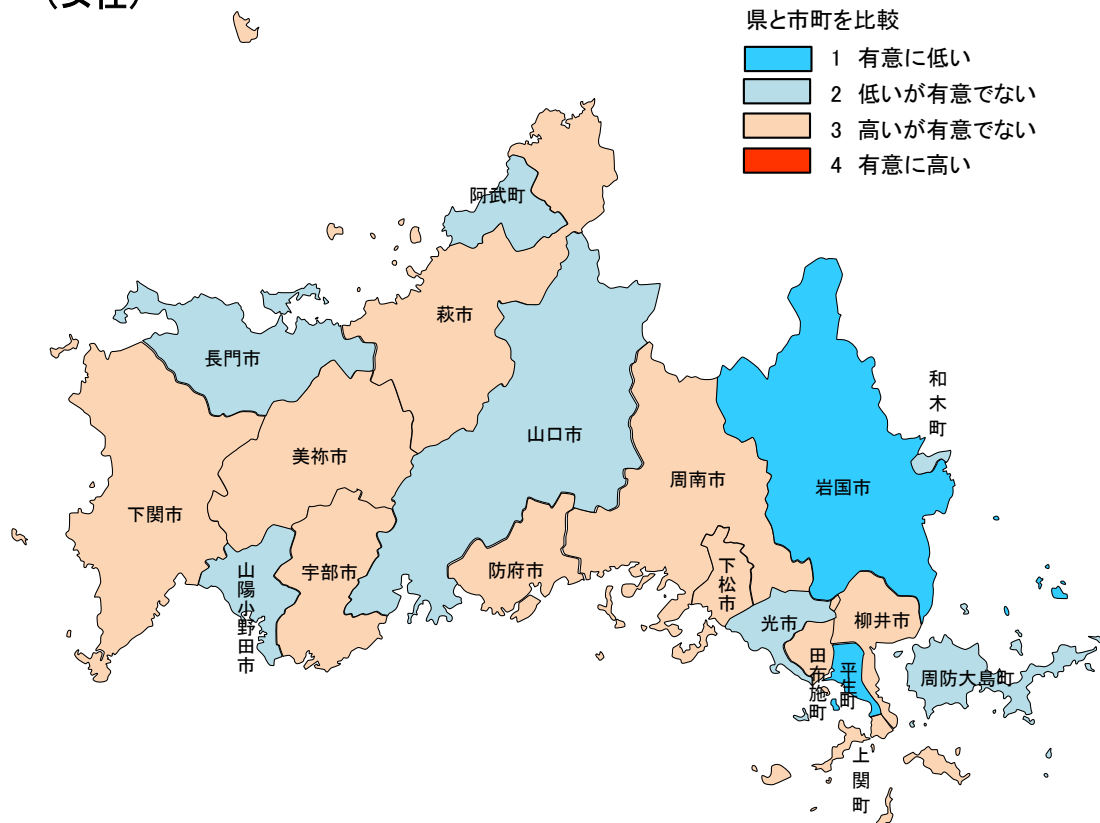 (女性)
県と市町を比較
1 有意に低い
2 低いが有意でない
3 高いが有意でない
4 有意に高い
阿武町
萩市
長門市
和木町
山口市
美祢市
周南市
岩国市
下関市
山陽小野田市
宇部市
防府市
下松市
光市
柳井市
田布施町
平生町
周防大島町
上関町